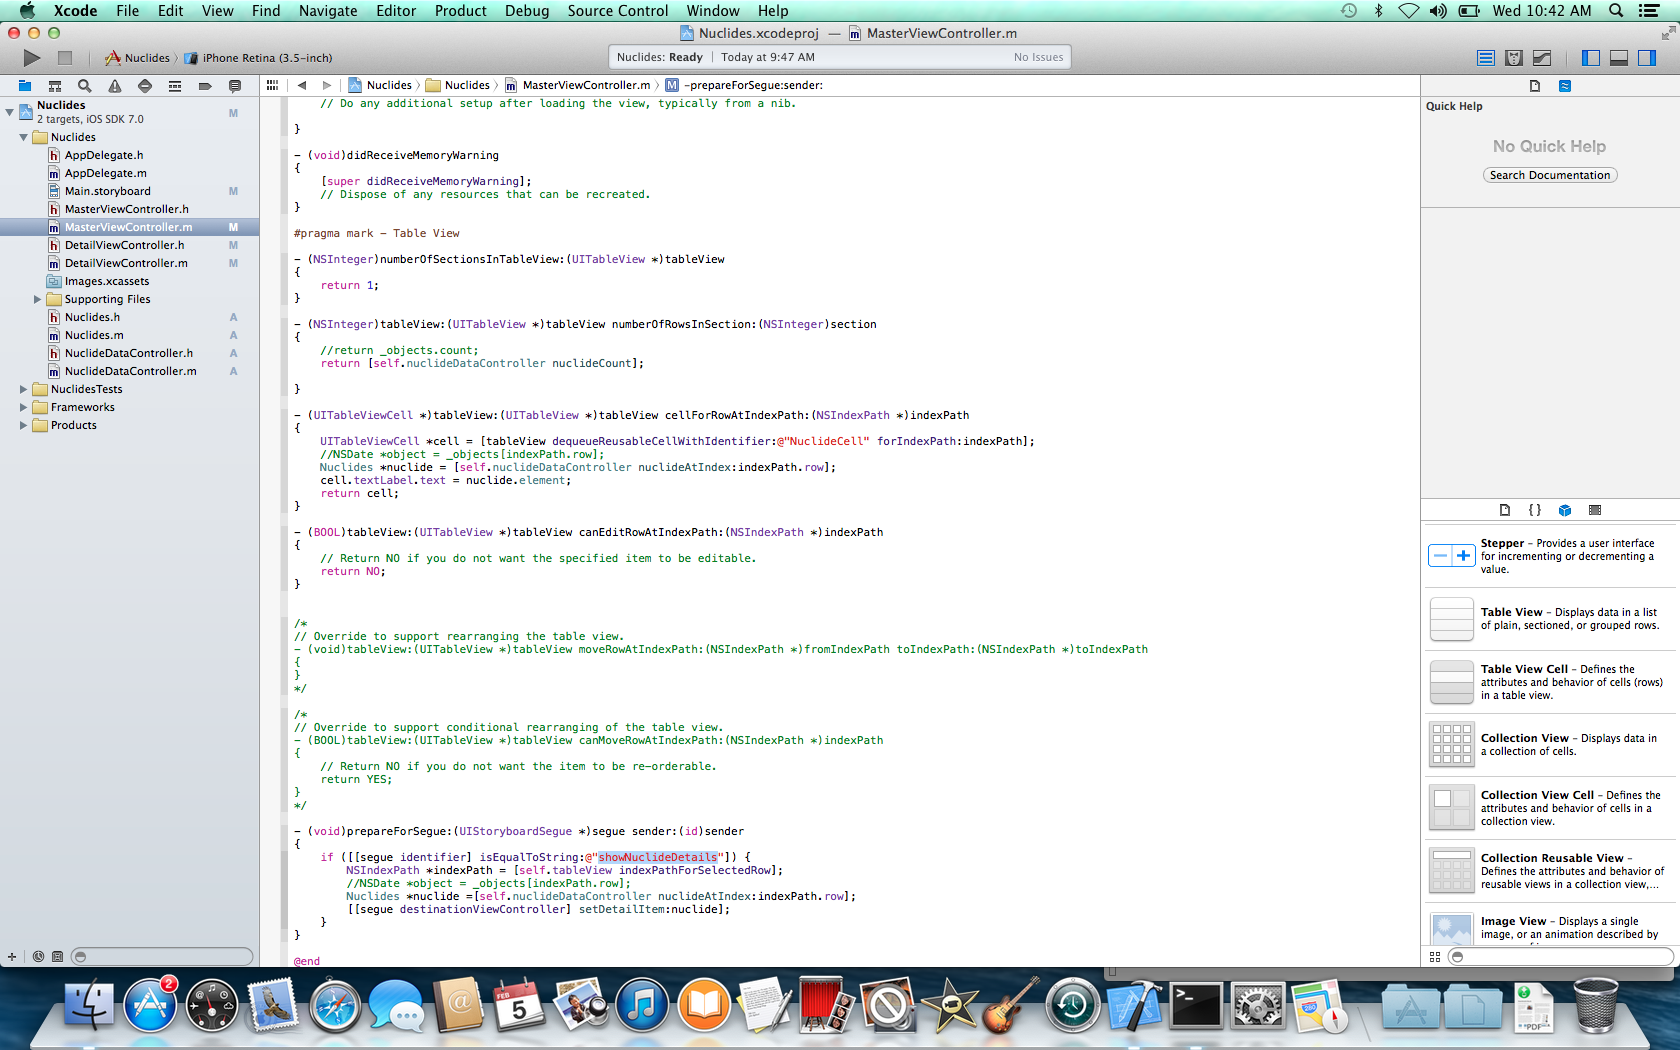 Xcode File Edit View Find Navigate Editor Product Debug Source Control Window Help Wed 10:42 AM
Nuclides.xcodeproj — MasterViewController.m
Nuclides iPhone Retina (3.5-inch)
Nuclides: Ready | Today at 9:47 AM No Issues
Nuclides Nuclides MasterViewController.m M -prepareForSegue:sender:
Nuclides
2 targets, iOS SDK 7.0 M
Nuclides
h AppDelegate.h
m AppDelegate.m
Main.storyboard M
h MasterViewController.h
m MasterViewController.m M
h DetailViewController.h M
m DetailViewController.m M
Images.xcassets
Supporting Files
h Nuclides.h A
m Nuclides.m A
h NuclideDataController.h A
m NuclideDataController.m A
NuclidesTests
Frameworks
Products
// Do any additional setup after loading the view, typically from a nib.
}
- (void)didReceiveMemoryWarning
{
[super didReceiveMemoryWarning];
// Dispose of any resources that can be recreated.
}
#pragma mark - Table View
- (NSInteger)numberOfSectionsInTableView:(UITableView *)tableView
{
return 1;
}
- (NSInteger)tableView:(UITableView *)tableView numberOfRowsInSection:(NSInteger)section
{
//return _objects.count;
return [self.nuclideDataController nuclideCount];
}
- (UITableViewCell *)tableView:(UITableView *)tableView cellForRowAtIndexPath:(NSIndexPath *)indexPath
{
UITableViewCell *cell = [tableView dequeueReusableCellWithIdentifier:@"NuclideCell" forIndexPath:indexPath];
//NSDate *object = _objects[indexPath.row];
Nuclides *nuclide = [self.nuclideDataController nuclideAtIndex:indexPath.row];
cell.textLabel.text = nuclide.element;
return cell;
}
- (BOOL)tableView:(UITableView *)tableView canEditRowAtIndexPath:(NSIndexPath *)indexPath
{
// Return NO if you do not want the specified item to be editable.
return NO;
}
/*
// Override to support rearranging the table view.
- (void)tableView:(UITableView *)tableView moveRowAtIndexPath:(NSIndexPath *)fromIndexPath toIndexPath:(NSIndexPath *)toIndexPath
{
}
*/
/*
// Override to support conditional rearranging of the table view.
- (BOOL)tableView:(UITableView *)tableView canMoveRowAtIndexPath:(NSIndexPath *)indexPath
{
// Return NO if you do not want the item to be re-orderable.
return YES;
}
*/
- (void)prepareForSegue:(UIStoryboardSegue *)segue sender:(id)sender
{
if ([[segue identifier] isEqualToString:@"showNuclideDetails"]) {
NSIndexPath *indexPath = [self.tableView indexPathForSelectedRow];
//NSDate *object = _objects[indexPath.row];
Nuclides *nuclide =[self.nuclideDataController nuclideAtIndex:indexPath.row];
[[segue destinationViewController] setDetailItem:nuclide];
}
}
@end
Quick Help
No Quick Help
Search Documentation
{ }
Stepper – Provides a user interface
for incrementing or decrementing a
value.
Table View – Displays data in a list
of plain, sectioned, or grouped rows.
Table View Cell – Defines the
attributes and behavior of cells (rows)
in a table view.
Collection View – Displays data in
a collection of cells.
Collection View Cell – Defines the
attributes and behavior of cells in a
collection view.
Collection Reusable View –
Defines the attributes and behavior of
reusable views in a collection view,...
Image View – Displays a single
image, or an animation described by
2
FEB
5
PDF